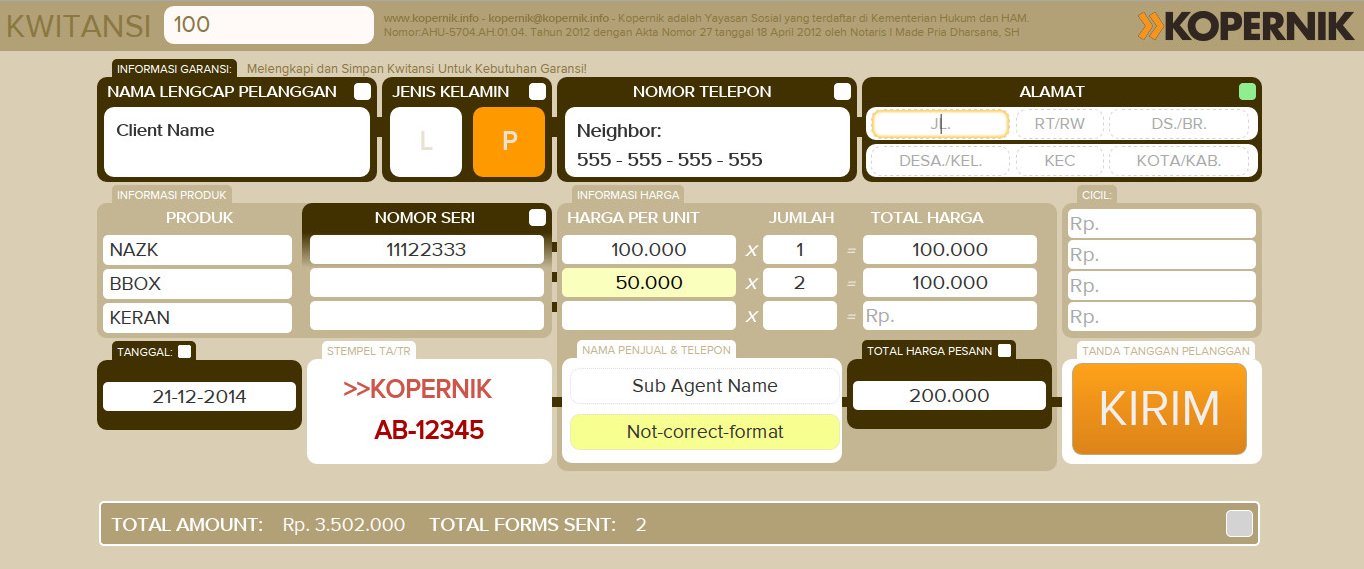 KWITANSI 100 www.kopernik.info - kopernik@kopernik.info - Kopernik adalah Yayasan Sosial yang terdaftar di Kementerian Hukum dan HAM.
Nomor:AHU-5704.AH.01.04. Tahun 2012 dengan Akta Nomor 27 tanggal 18 April 2012 oleh Notaris I Made Pria Dharsana, SH
KOPERNIK
INFORMASI GARANSI: Melengkapi dan Simpan Kwitansi Untuk Kebutuhan Garansi!
NAMA LENGCAP PELANGGAN JENIS KELAMIN NOMOR TELEPON ALAMAT
Client Name
L P
Neighbor:
555 - 555 - 555 - 555
JL. RT/RW DS./BR.
DESA./KEL. KEC KOTA/KAB.
INFORMASI PRODUK INFORMASI HARGA CICIL:
PRODUK NOMOR SERI HARGA PER UNIT JUMLAH TOTAL HARGA
NAZK 11122333 100.000 X 1 = 100.000 Rp.
Rp.
BBOX 50.000 X 2 = 100.000 Rp.
KERAN X = Rp. Rp.
TANGGAL: STEMPEL TA/TR NAMA PENJUAL & TELEPON TOTAL HARGA PESANN TANDA TANGGAN PELANGGAN
21-12-2014
>>KOPERNIK
AB-12345
Sub Agent Name
Not-correct-format
200.000
KIRIM
TOTAL AMOUNT: Rp. 3.502.000 TOTAL FORMS SENT: 2